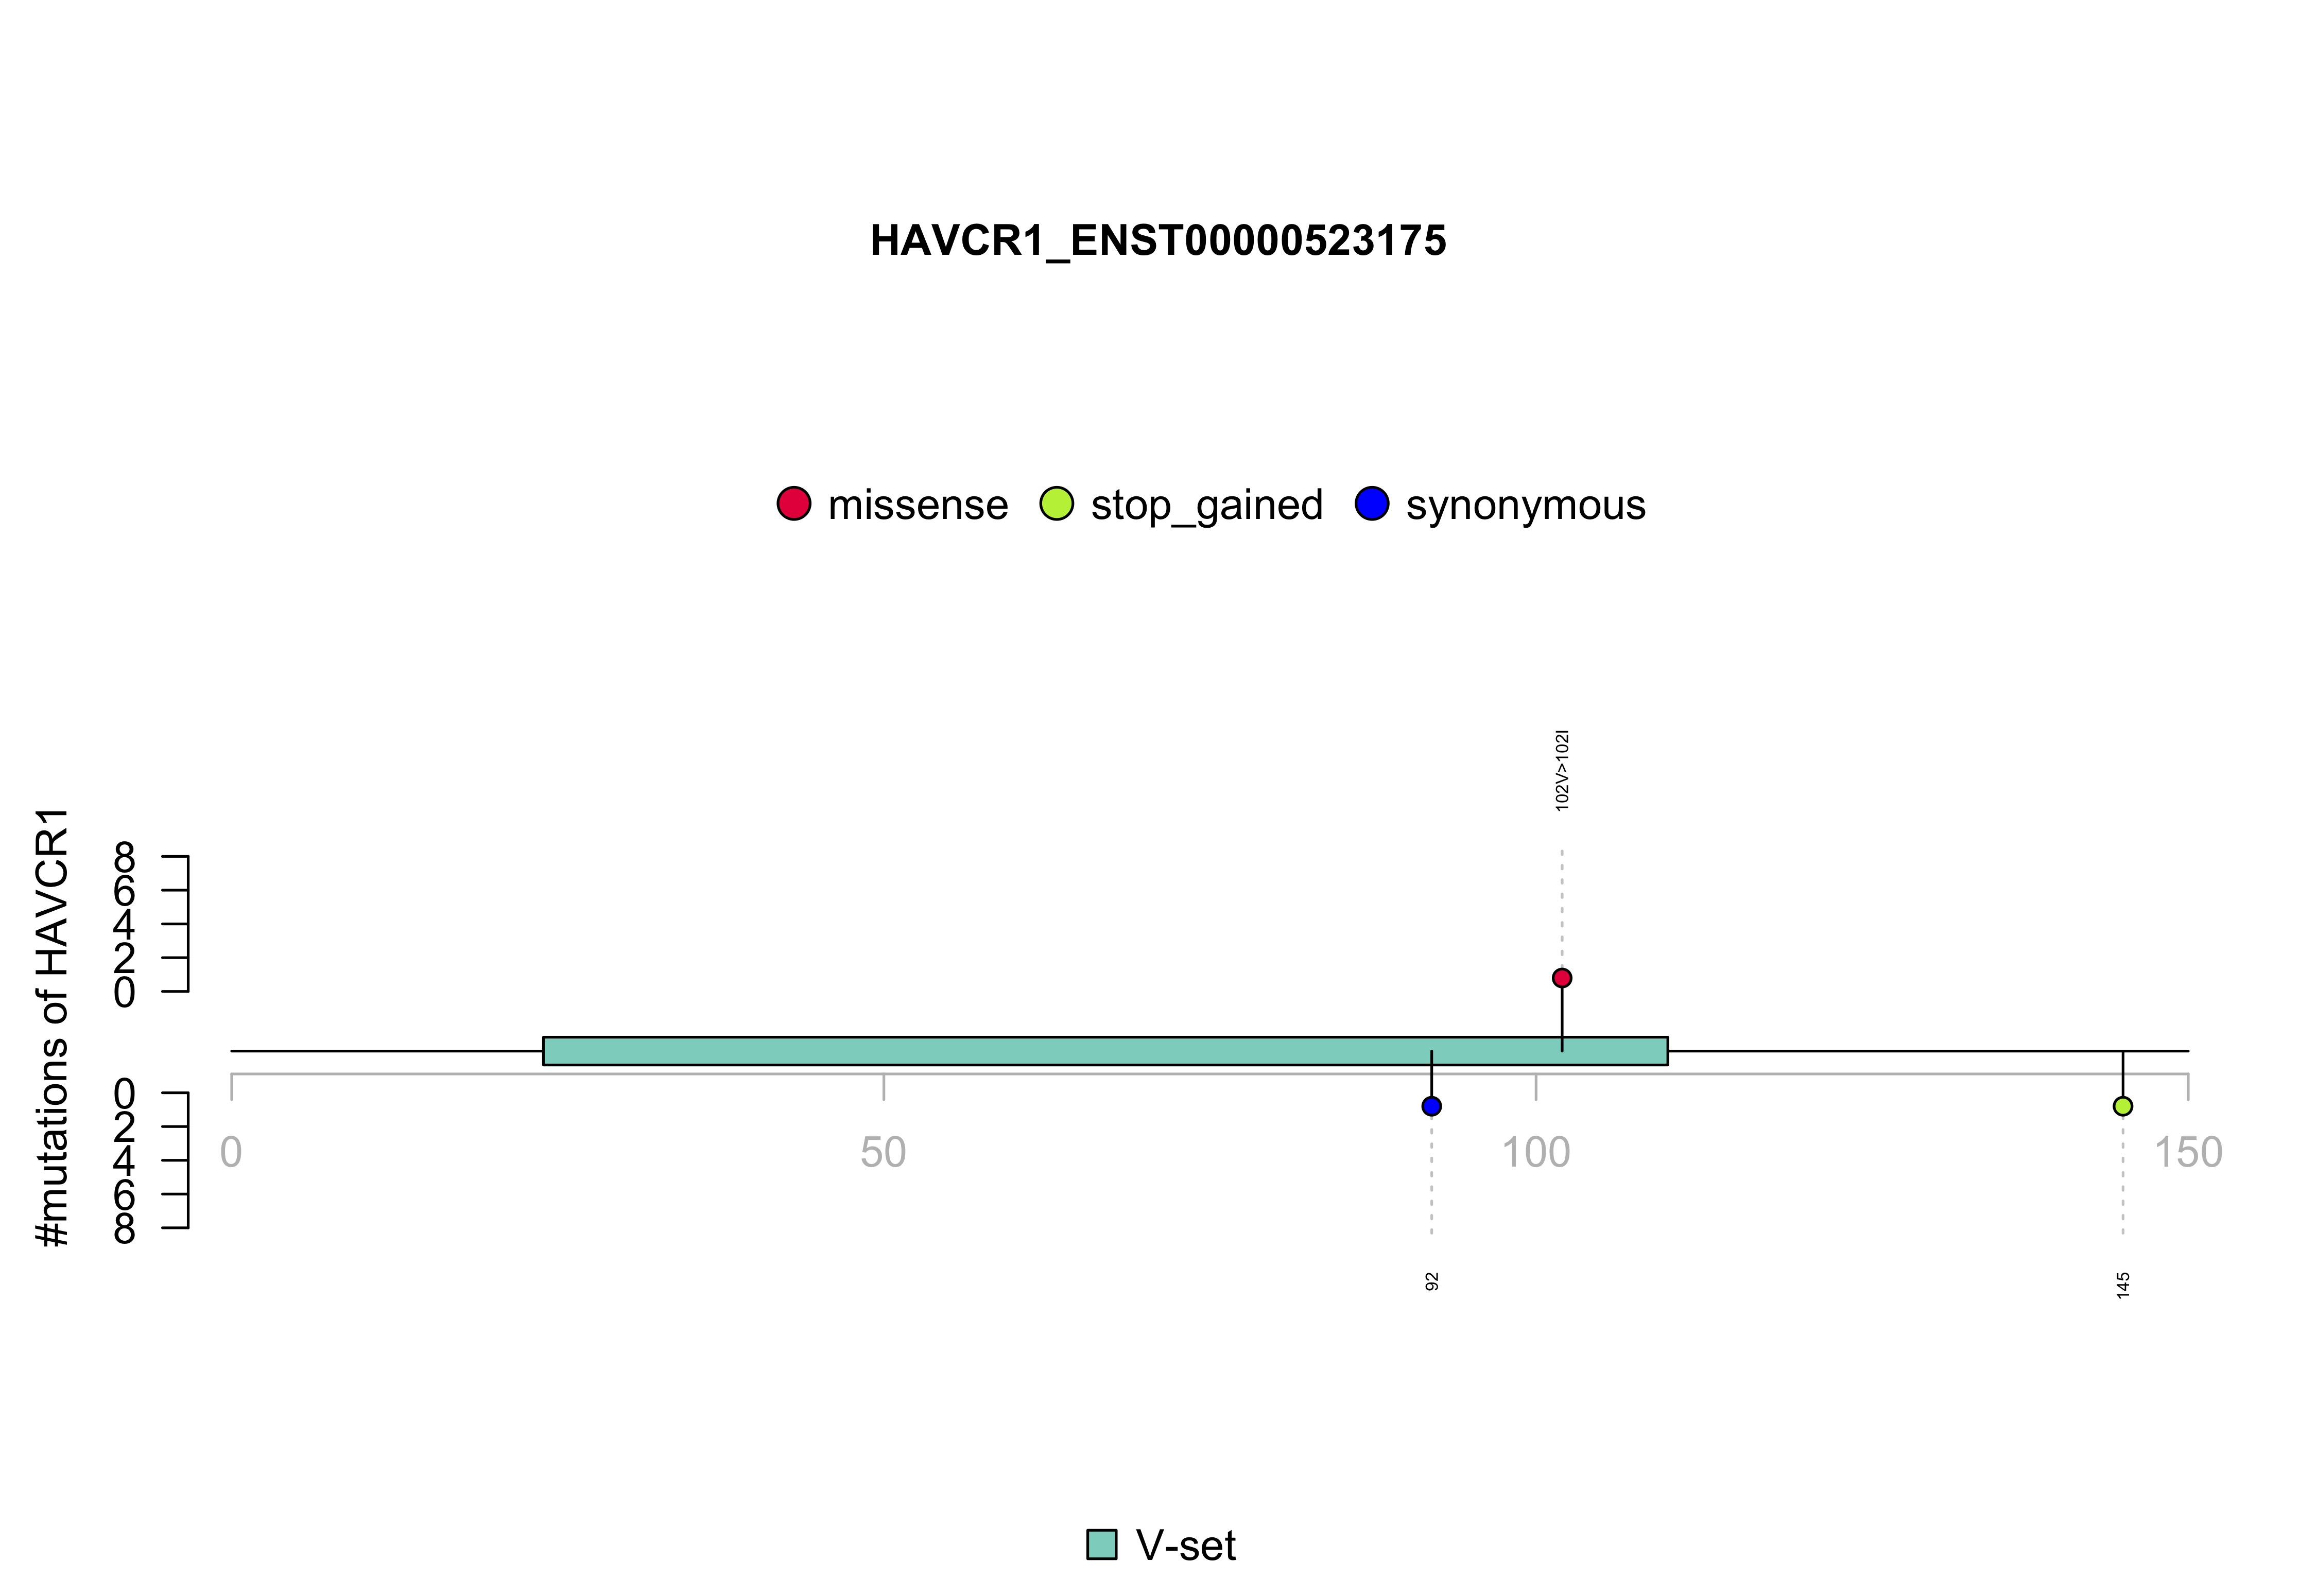 HAVCR1_ENST00000523175
missense stop_gained synonymous
102V>102I
#mutations of HAVCR1
8
6
4
2
0
0
2
4
6
8
0 50 100 150
92 145
V-set